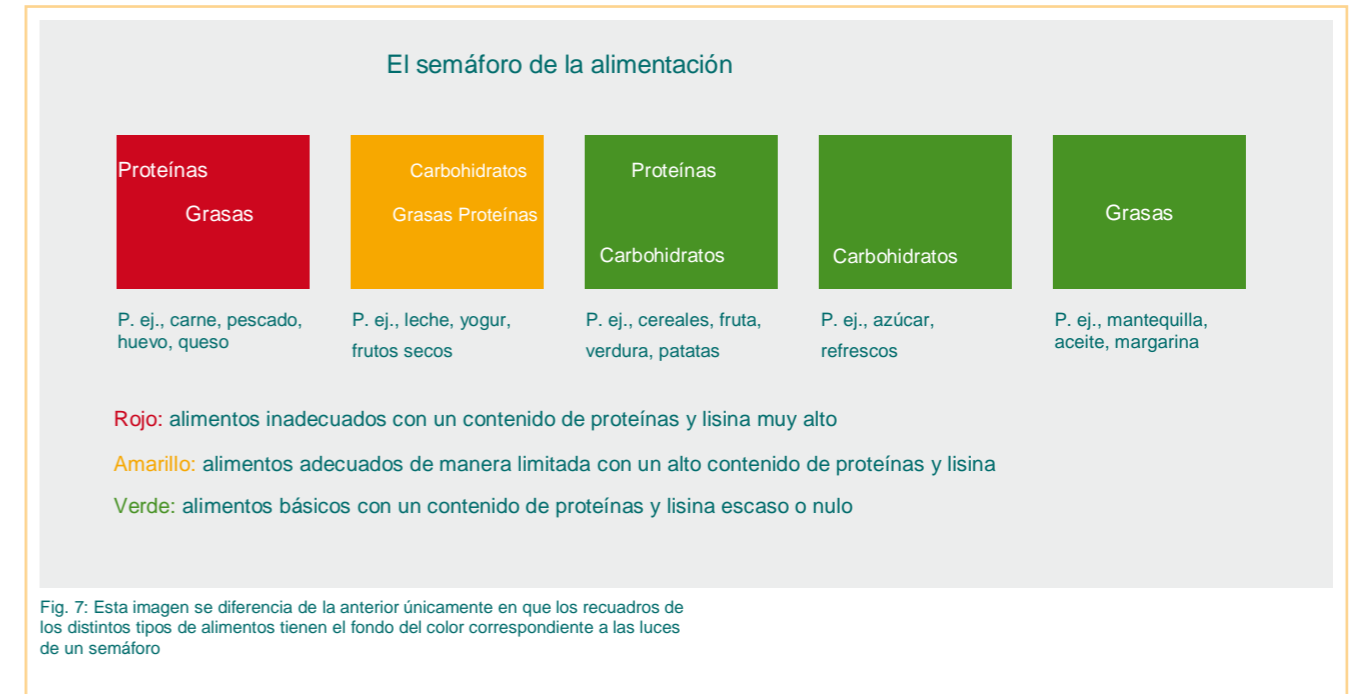 El semáforo de la alimentación
Proteínas
Grasas
Carbohidratos
Grasas Proteínas
Proteínas
Carbohidratos
Carbohidratos
Grasas
P. ej., carne, pescado,
huevo, queso
P. ej., leche, yogur,
frutos secos
P. ej., cereales, fruta,
verdura, patatas
P. ej., azúcar,
refrescos
P. ej., mantequilla,
aceite, margarina
Rojo: alimentos inadecuados con un contenido de proteínas y lisina muy alto
Amarillo: alimentos adecuados de manera limitada con un alto contenido de proteínas y lisina
Verde: alimentos básicos con un contenido de proteínas y lisina escaso o nulo
Fig. 7: Esta imagen se diferencia de la anterior únicamente en que los recuadros de
los distintos tipos de alimentos tienen el fondo del color correspondiente a las luces
de un semáforo